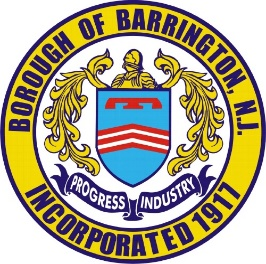 BOROUGH OF BARRINGTON, N.J.
PROGRESS INDUSTRY
INCORPORATED 1917